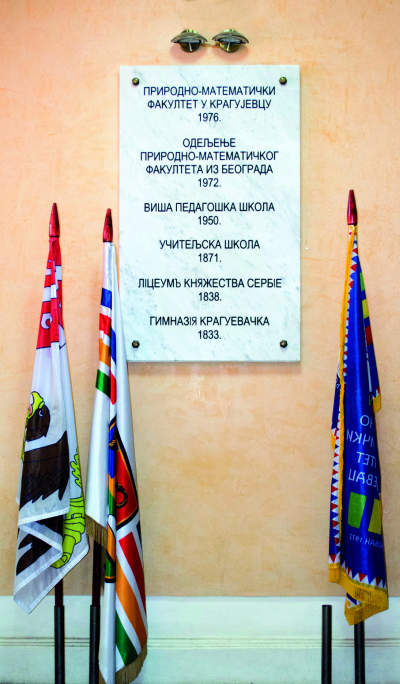 ПРИРОДНО-МАТЕМАТИЧКИ
ФАКУЛТЕТ У КРАГУЈЕВЦУ
1976.
ОДЕЉЕЊЕ
ПРИРОДНО-МАТЕМАТИЧКОГ
ФАКУЛТЕТА ИЗ БЕОГРАДА
1972.
ВИША ПЕДАГОШКА ШКОЛА
1950.
УЧИТЕЉСКА ШКОЛА
1871.
ЛІЦЕУМЪ КНЯЖЕСТВА СЕРБІЕ
1838.
ГИМНАЗІЯ КРАГУЕВАЧКА
1833.